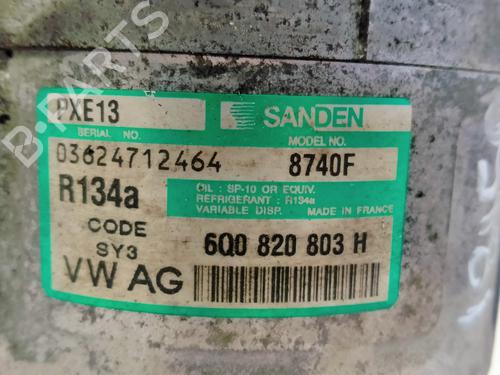 PXE13 SANDEN
SERIAL NO. MODEL NO.
03624712464 8740F
R134a
OIL : SP-10 OR EQUIV.
REFRIGERANT : R134a
VARIABLE DISP. MADE IN FRANCE
CODE
SY3
6Q0 820 803 H
VW AG
B-PARTS